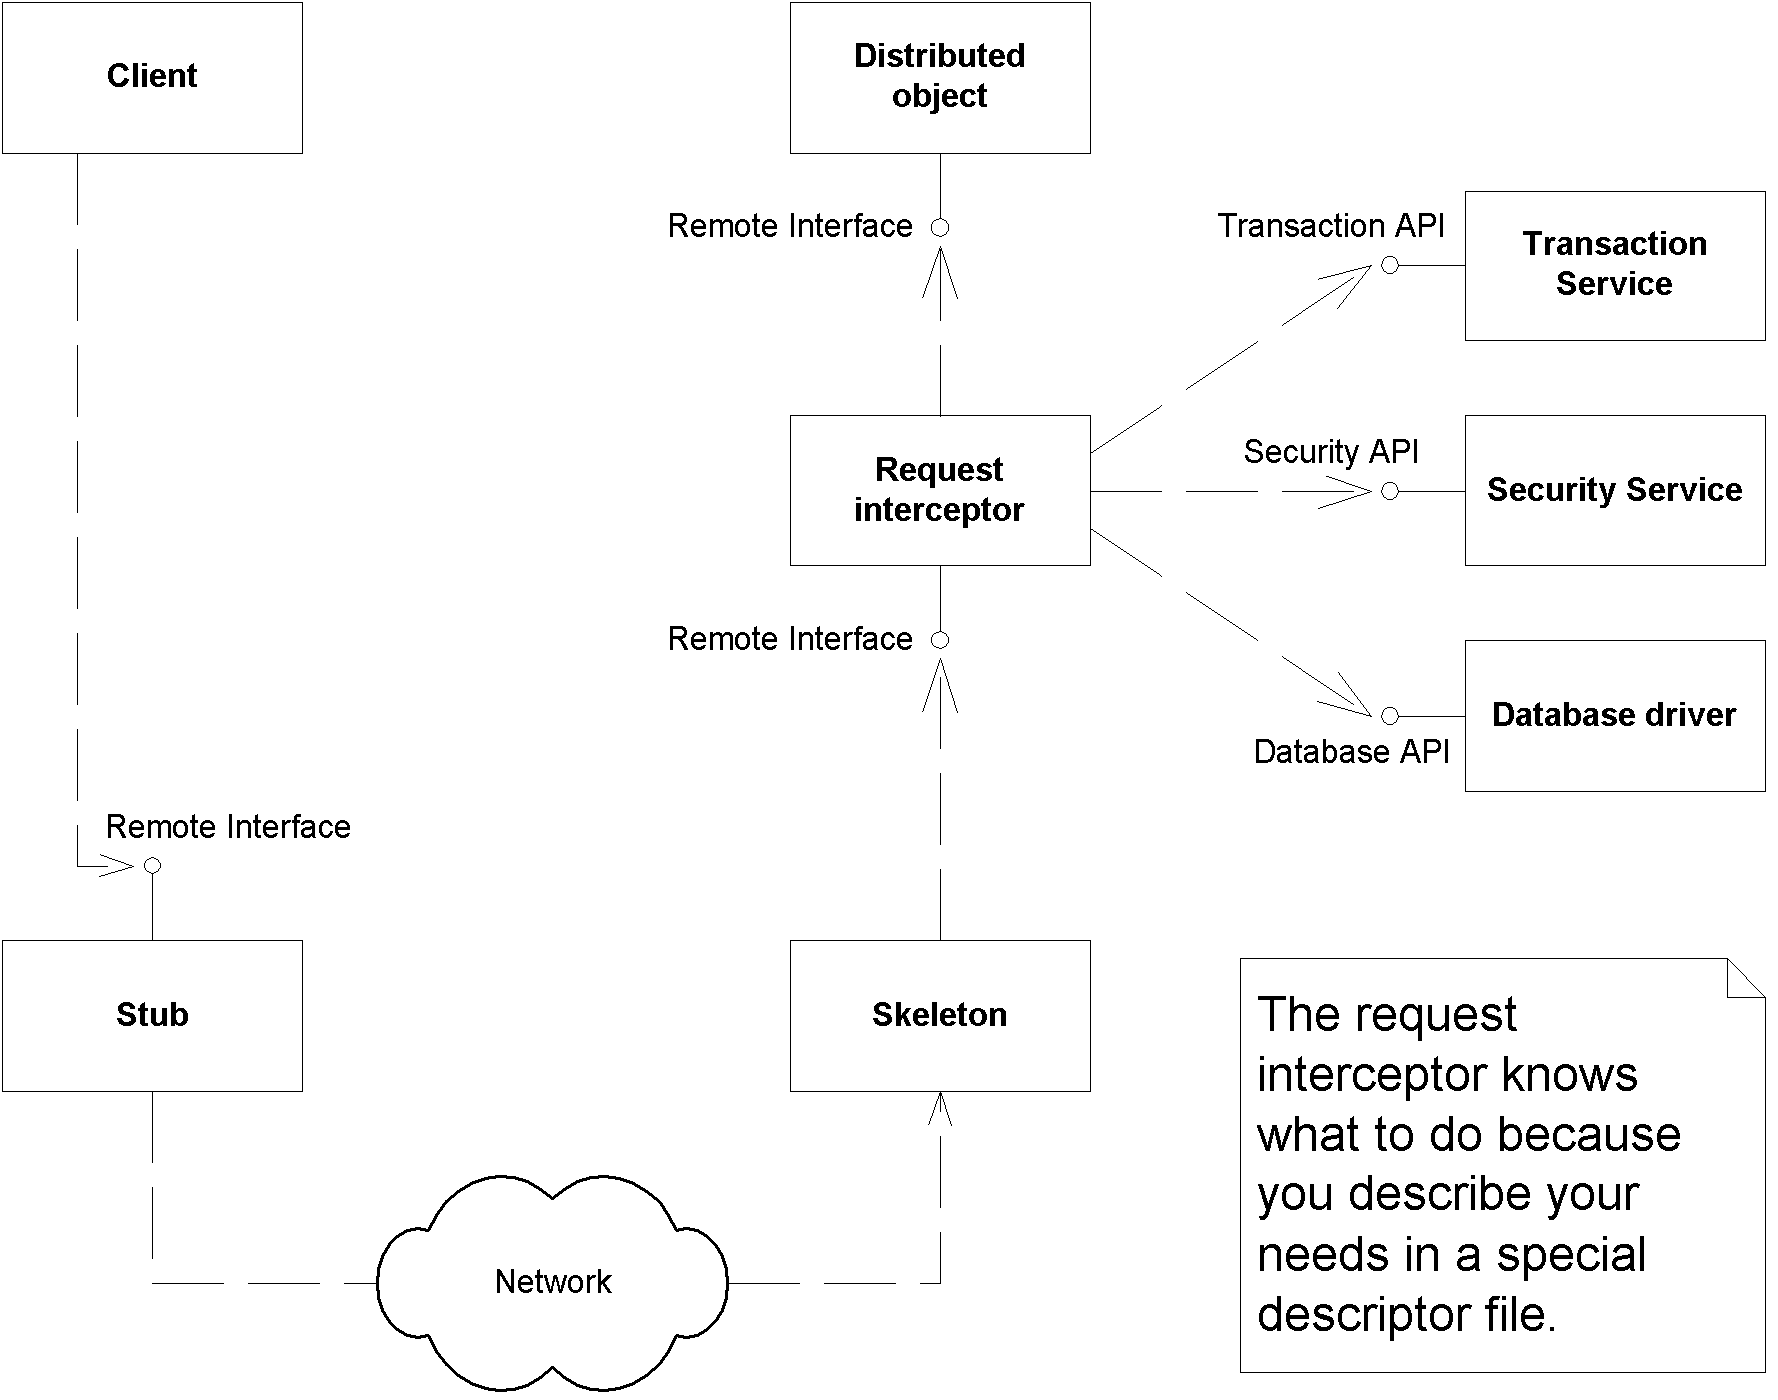 Client
Distributed
object
Remote Interface
Transaction API
Transaction
Service
Request
interceptor
Security API
Security Service
Remote Interface
Database driver
Database API
Remote Interface
Stub
Skeleton
Network
The request
interceptor knows
what to do because
you describe your
needs in a special
descriptor file.